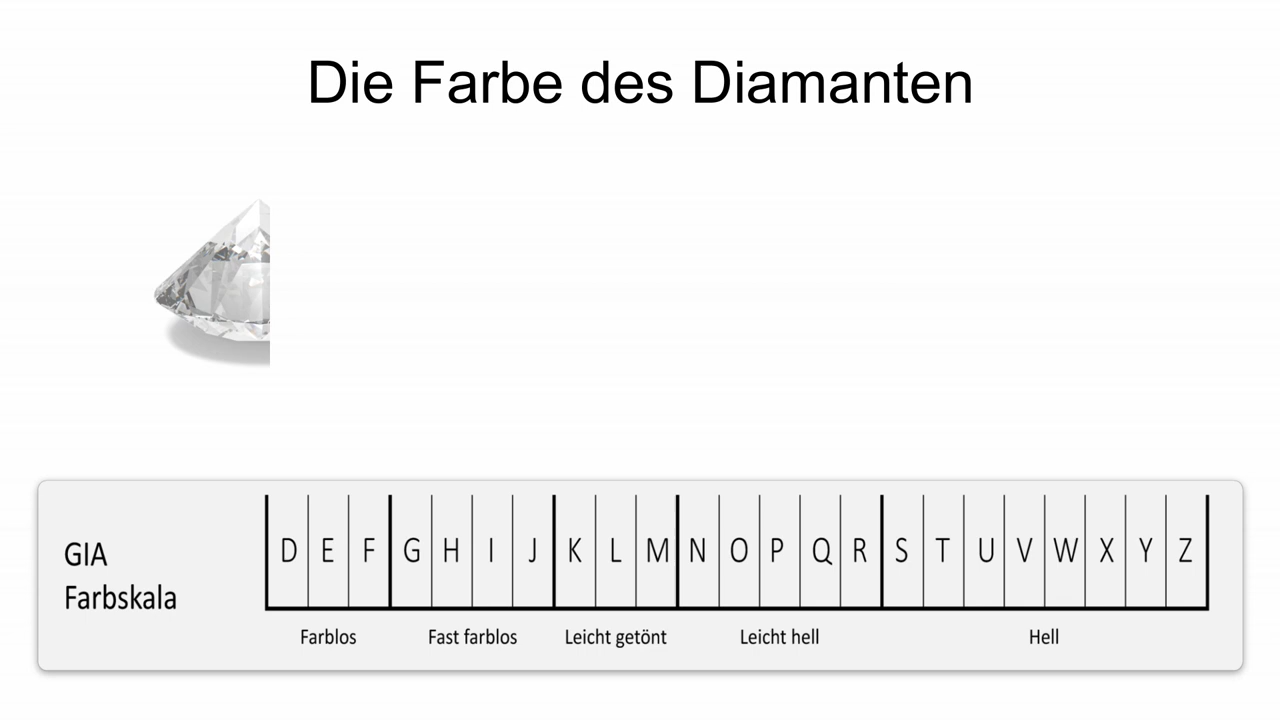 Die Farbe des Diamanten
GIA
Farbskala
D E F G H I J K L M N O P Q R S T U V W X Y Z
Farblos Fast farblos Leicht getönt Leicht hell Hell